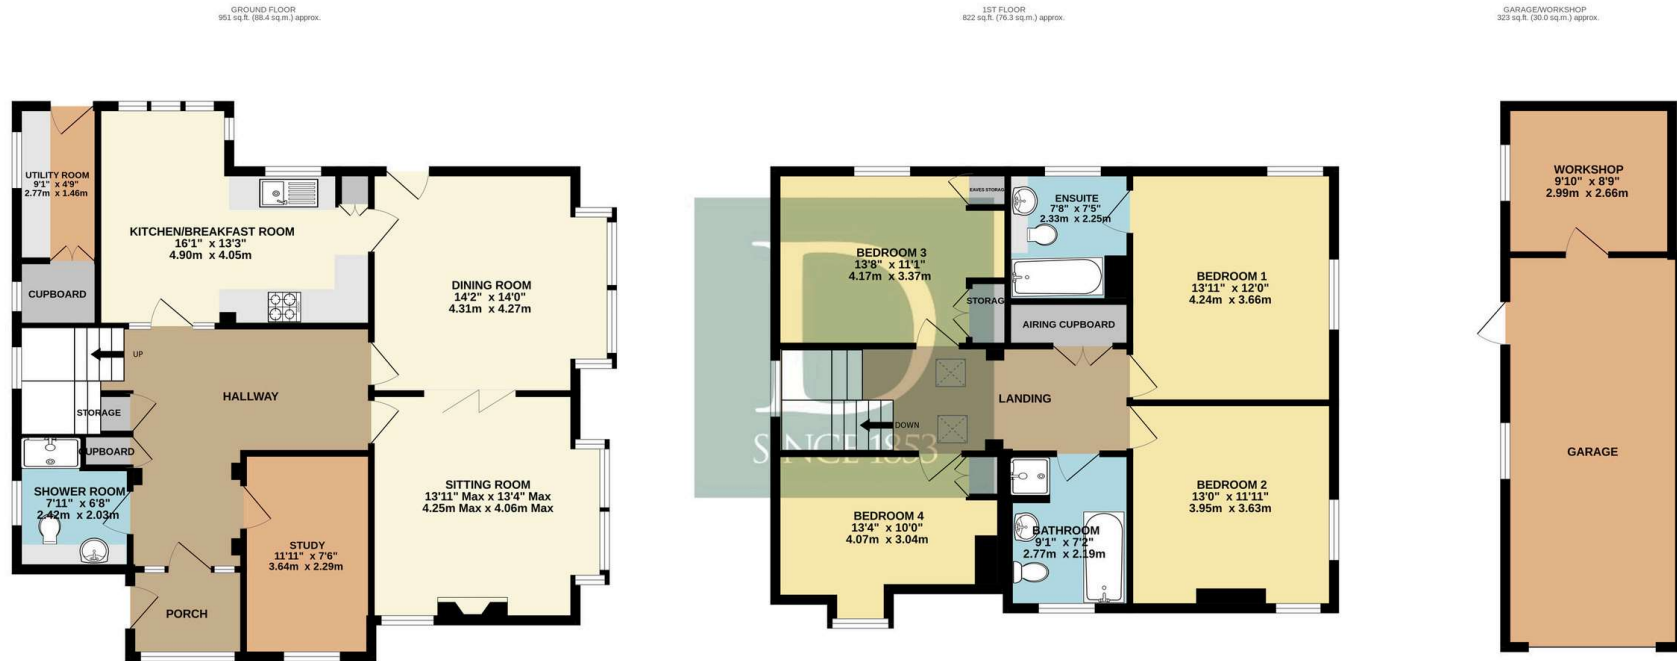 GROUND FLOOR
951 sq.ft. (88.4 sq.m.) approx.
UTILITY ROOM
9'1" x 4'9"
2.77m x 1.46m
CUPBOARD
KITCHEN/BREAKFAST ROOM
16'1" x 13'3"
4.90m x 4.05m
DINING ROOM
14'2" x 14'0"
4.31m x 4.27m
UP
HALLWAY
STORAGE
CUPBOARD
SHOWER ROOM
7'11" x 6'8"
2.42m x 2.03m
SITTING ROOM
13'11" Max x 13'4" Max
4.25m Max x 4.06m Max
STUDY
11'11" x 7'6"
3.64m x 2.29m
PORCH
1ST FLOOR
822 sq.ft. (76.3 sq.m.) approx.
EAVES STORAG
ENSUITE
7'8" x 7'5"
2.33m x 2.25m
BEDROOM 3
13'8" x 11'1"
4.17m x 3.37m
BEDROOM 1
13'11" x 12'0"
4.24m x 3.66m
STORAG
AIRING CUPBOARD
LANDING
DOWN
D
SINCE 1853
BEDROOM 4
13'4" x 10'0"
4.07m x 3.04m
BATHROOM
9'1" x 7'2"
2.77m x 2.19m
BEDROOM 2
13'0" x 11'11"
3.95m x 3.63m
GARAGE/WORKSHOP
323 sq.ft. (30.0 sq.m.) approx.
WORKSHOP
9'10" x 8'9"
2.99m x 2.66m
GARAGE